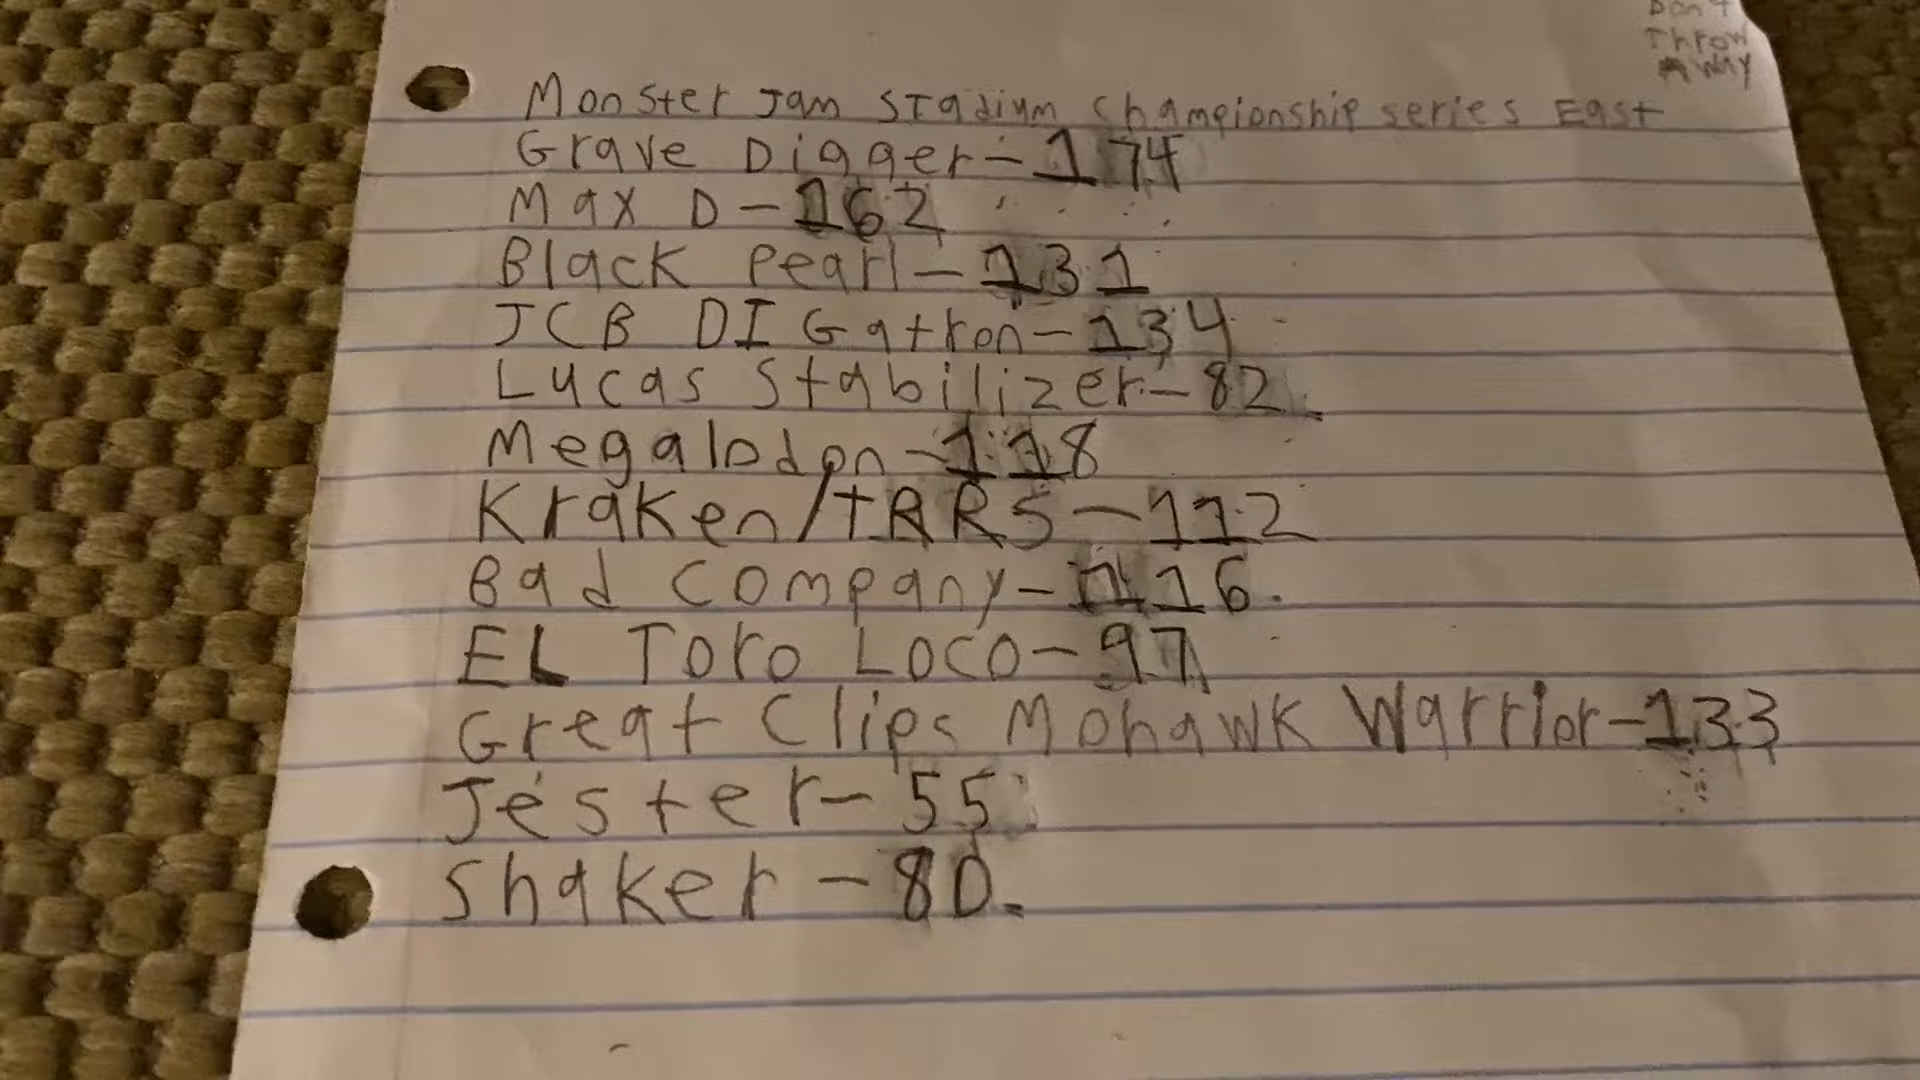 Don't
Throw
Away
Monster Jam Stadium Championship series East
Grave Digger-174
Max D-162
Black Pearl-131
JCB DIGatron-134
Lucas Stabilizer-82
Megalodon-118
Kraken/TRRS-112
Bad Company-116
EL Toro Loco-97
Great Clips Mohawk Warrior-133
Jester-55
Shaker-80